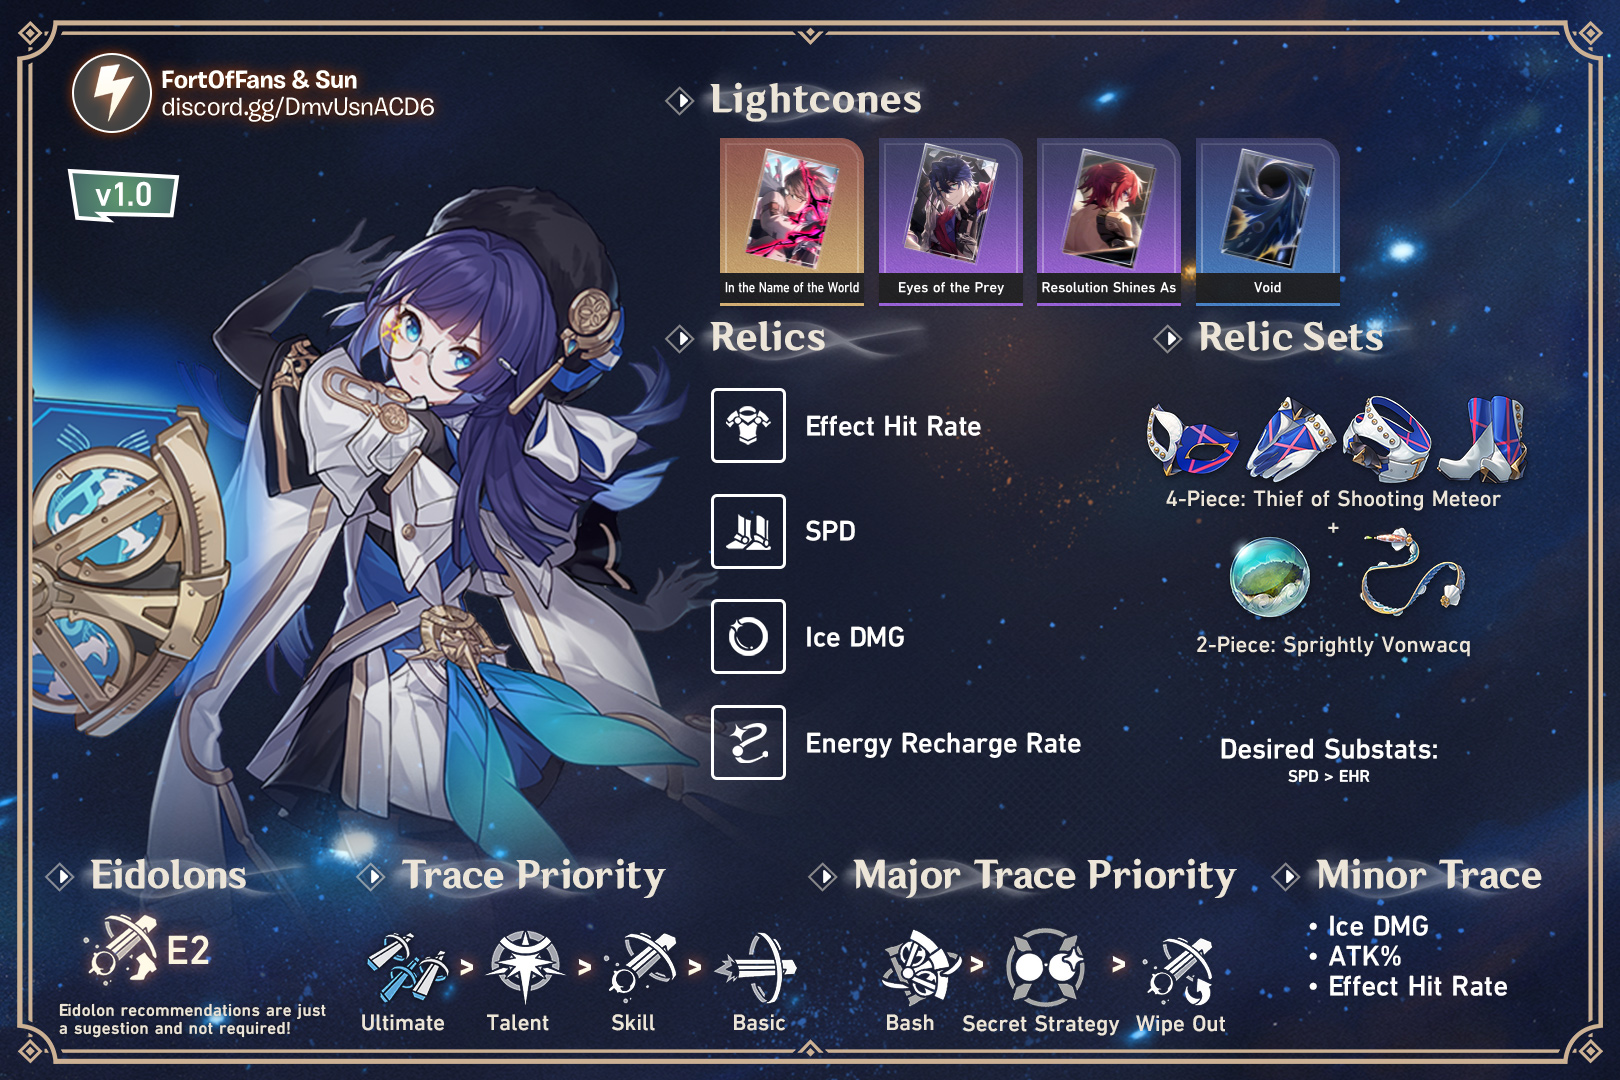 FortOfFans & Sun
discord.gg/DmvUsnACD6
v1.0
Lightcones
In the Name of the World
Eyes of the Prey
Resolution Shines As
Void
Relics
Effect Hit Rate
SPD
Ice DMG
Energy Recharge Rate
Relic Sets
4-Piece: Thief of Shooting Meteor
+
2-Piece: Sprightly Vonwacq
Desired Substats:
SPD > EHR
Eidolons
E2
Eidolon recommendations are just
a sugestion and not required!
Trace Priority
Ultimate > Talent > Skill > Basic
Major Trace Priority
Bash > Secret Strategy > Wipe Out
Minor Trace
• Ice DMG
• ATK%
• Effect Hit Rate